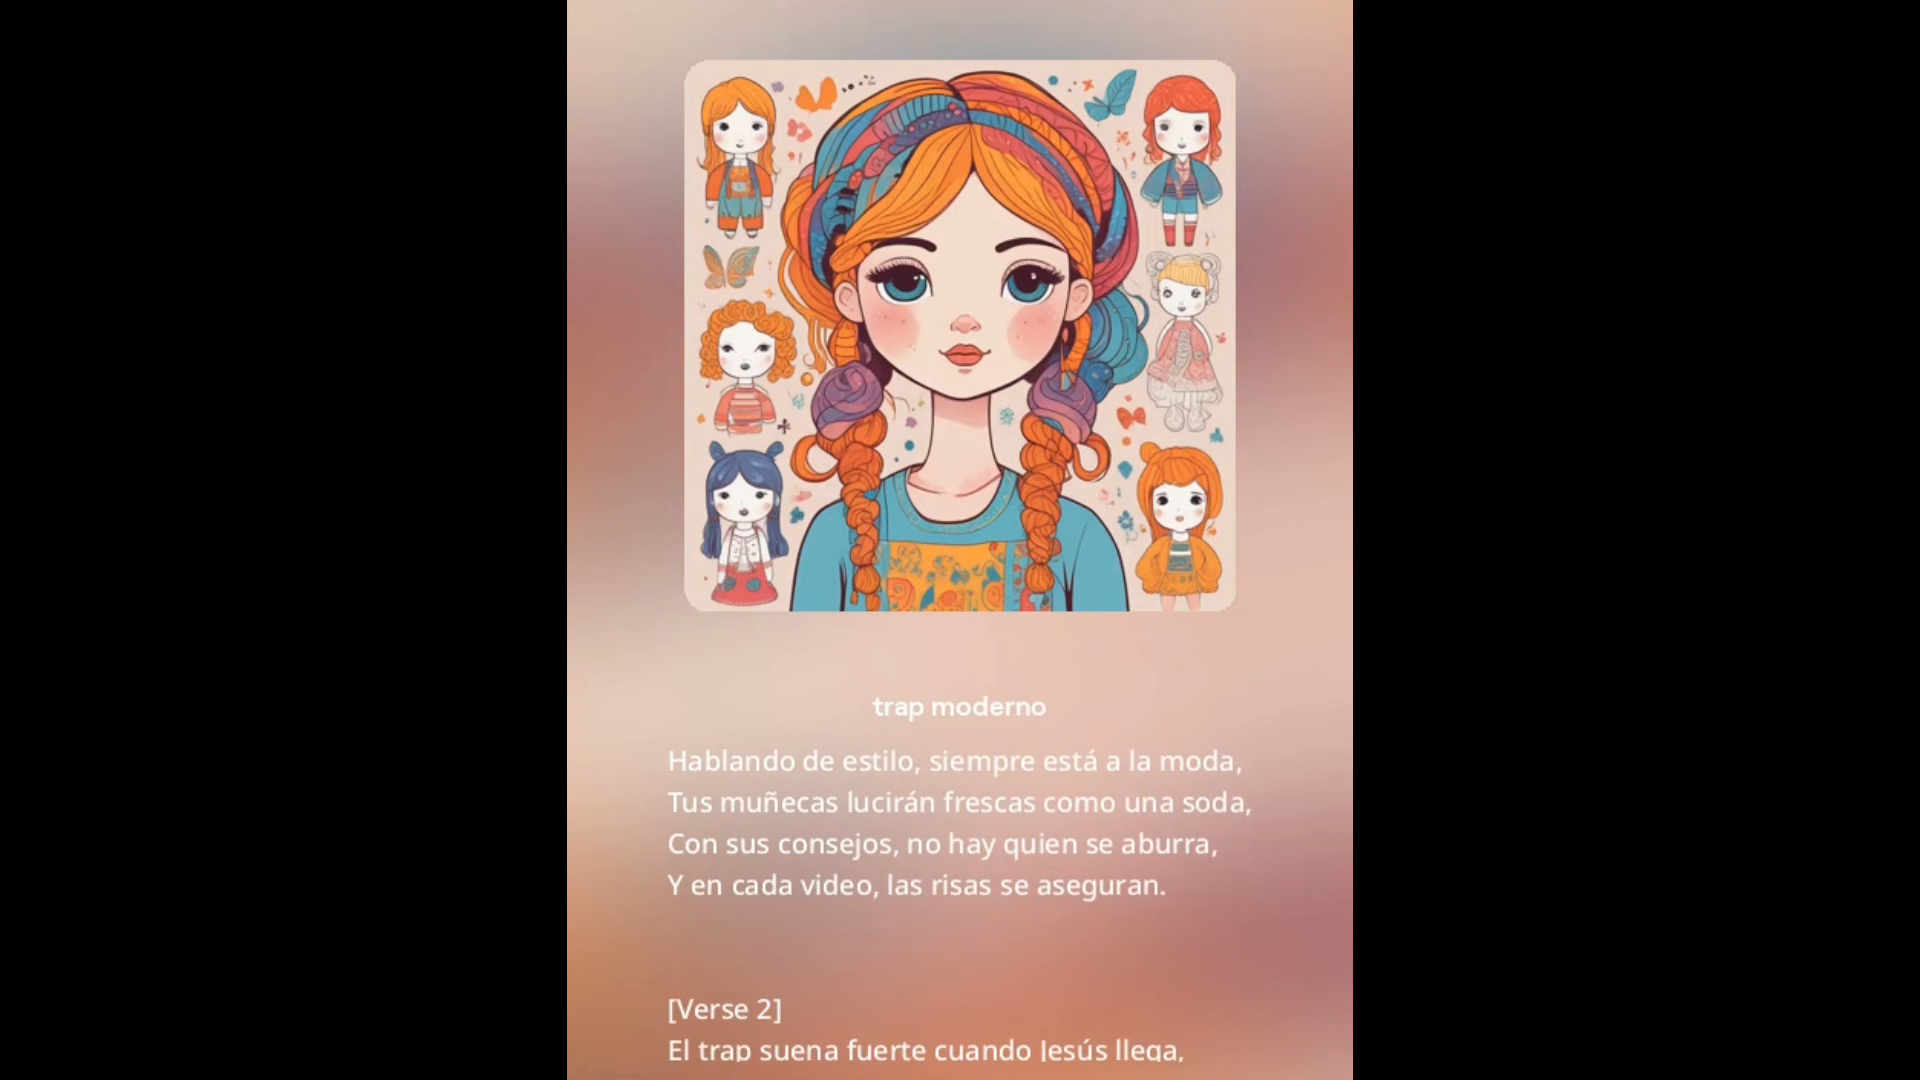 trap moderno
Hablando de estilo, siempre está a la moda,
Tus muñecas lucirán frescas como una soda,
Con sus consejos, no hay quien se aburra,
Y en cada video, las risas se aseguran.
[Verse 2]
El trap suena fuerte cuando Jesús llega,